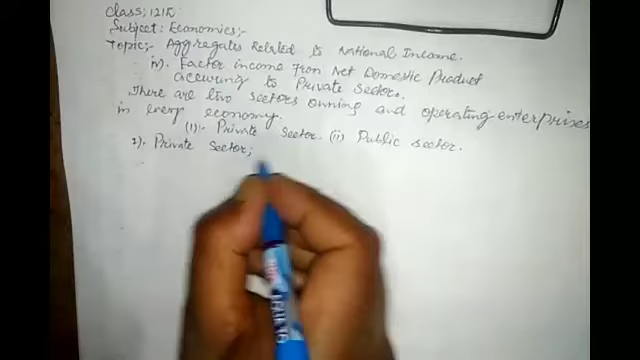 Class; 12th
Subject: Economics;-
Topic;- Aggregates Related to National Income.
iv). Factor income from Net Domestic Product
accruing to Private Sectors.
There are two sectors owning and operating enterprises
in every economy.
(i). Private Sector. (ii) Public sector.
1). Private Sector;